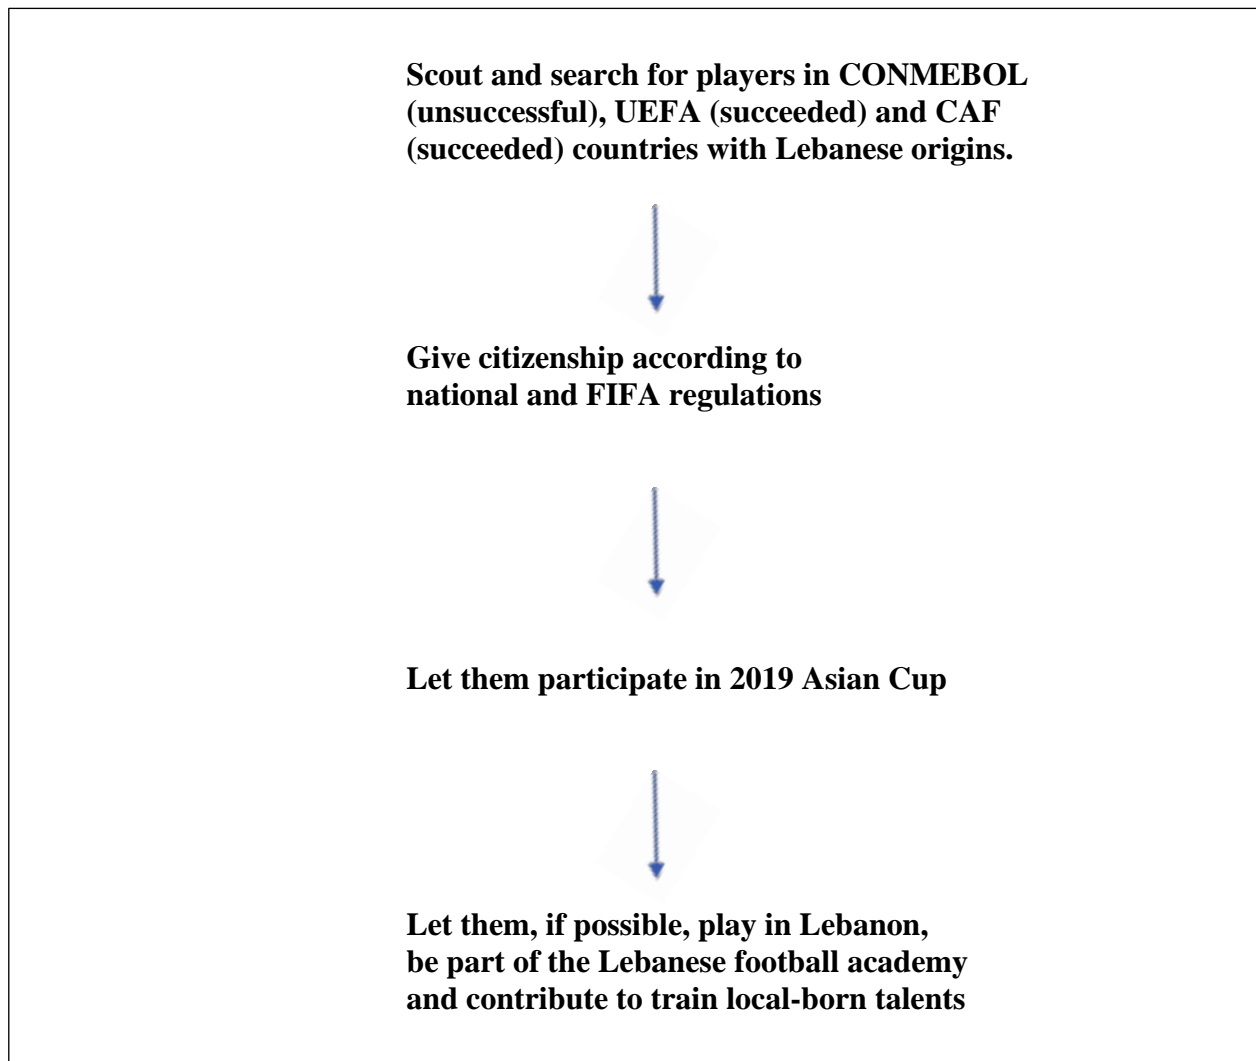 Scout and search for players in CONMEBOL
(unsuccessful), UEFA (succeeded) and CAF
(succeeded) countries with Lebanese origins.
Give citizenship according to
national and FIFA regulations
Let them participate in 2019 Asian Cup
Let them, if possible, play in Lebanon,
be part of the Lebanese football academy
and contribute to train local-born talents